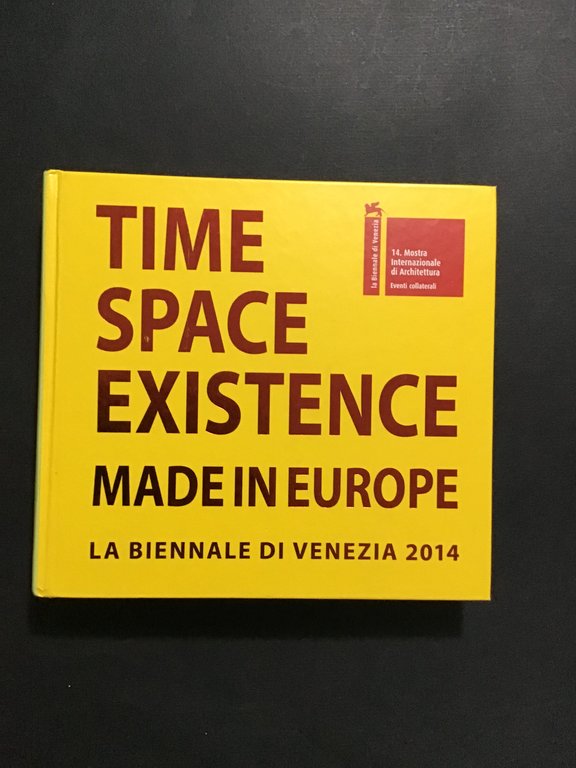 TIME
SPACE
EXISTENCE
MADE IN EUROPE
LA BIENNALE DI VENEZIA 2014
la Biennale di Venezia
14. Mostra
Internazionale
di Architettura
Eventi collaterali